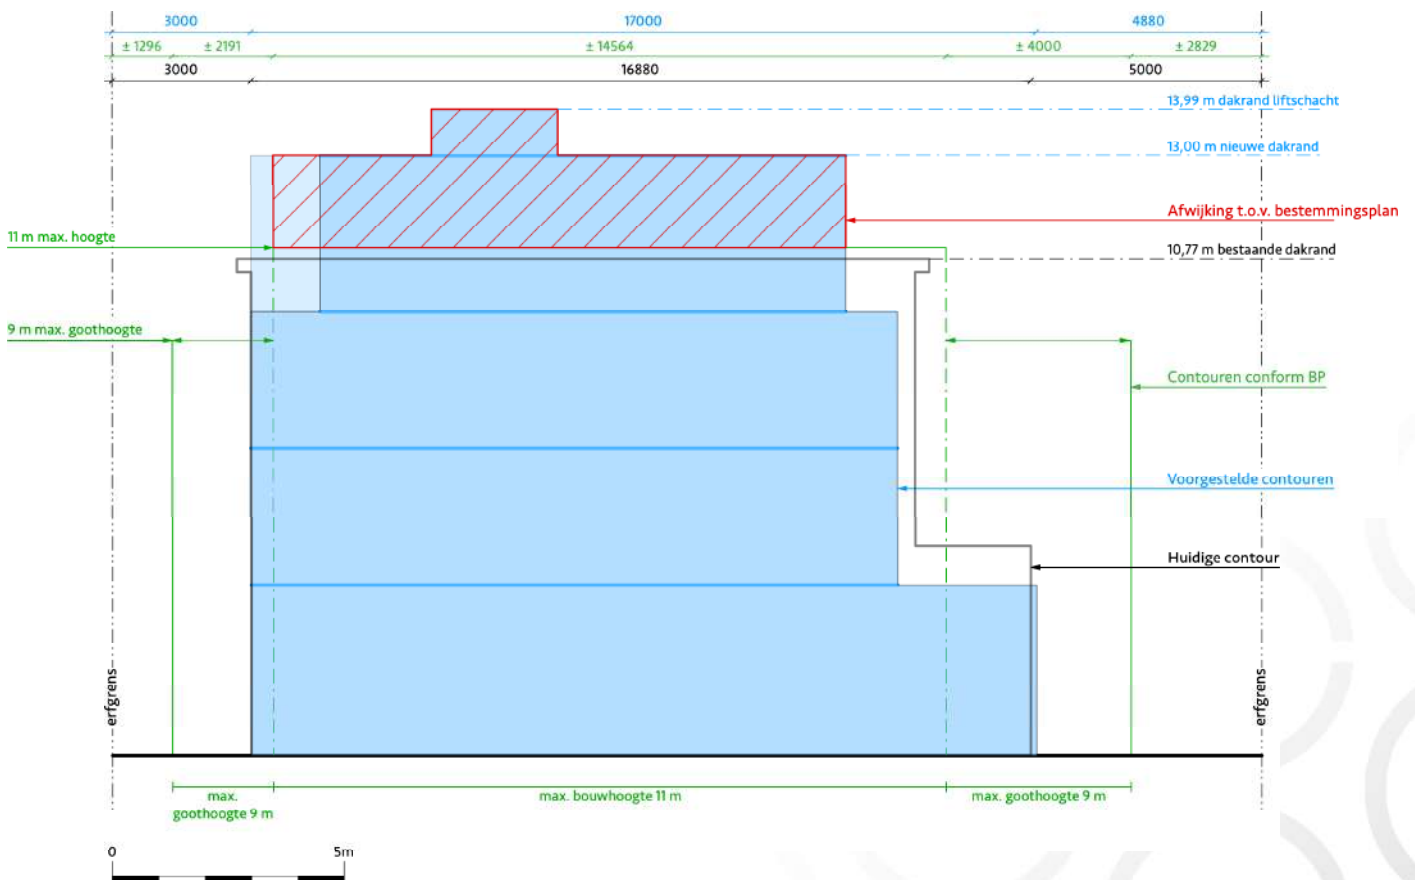 3000 17000 4880
± 1296 ± 2191 ± 14564 ± 4000 ± 2829
3000 16880 5000
13,99 m dakrand liftschacht
13,00 m nieuwe dakrand
Afwijking t.o.v. bestemmingsplan
11 m max. hoogte
10,77 m bestaande dakrand
9 m max. goothoogte
Contouren conform BP
Voorgestelde contouren
Huidige contour
erfgrens
erfgrens
max.
goothoogte 9 m
max. bouwhoogte 11 m
max. goothoogte 9 m
0 5m